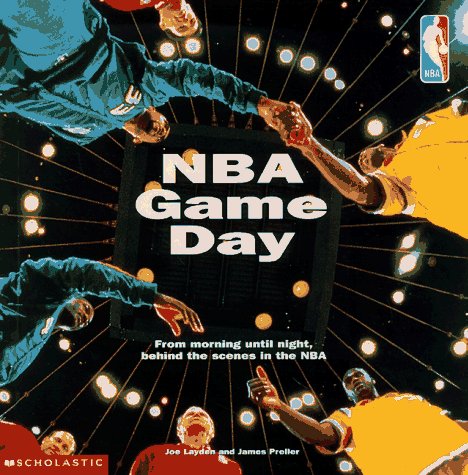 NBA
NBA
Game
Day
From morning until night,
behind the scenes in the NBA
Joe Layden and James Preller
SCHOLASTIC